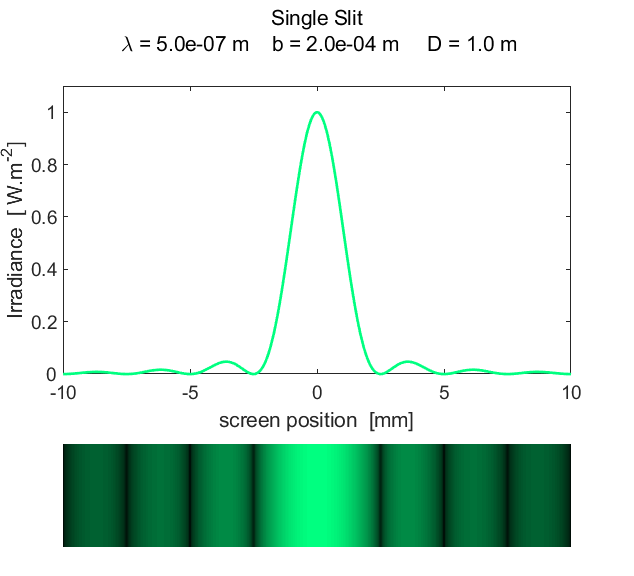 Single Slit
λ = 5.0e-07 m b = 2.0e-04 m D = 1.0 m
1
0.8
0.6
0.4
0.2
0
Irradiance [ W.m⁻²]
-10 -5 0 5 10
screen position [mm]